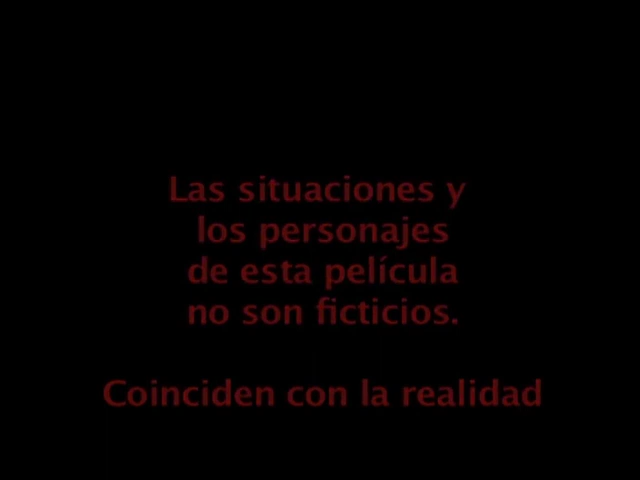 Las situaciones y
los personajes
de esta película
no son ficticios.
Coinciden con la realidad